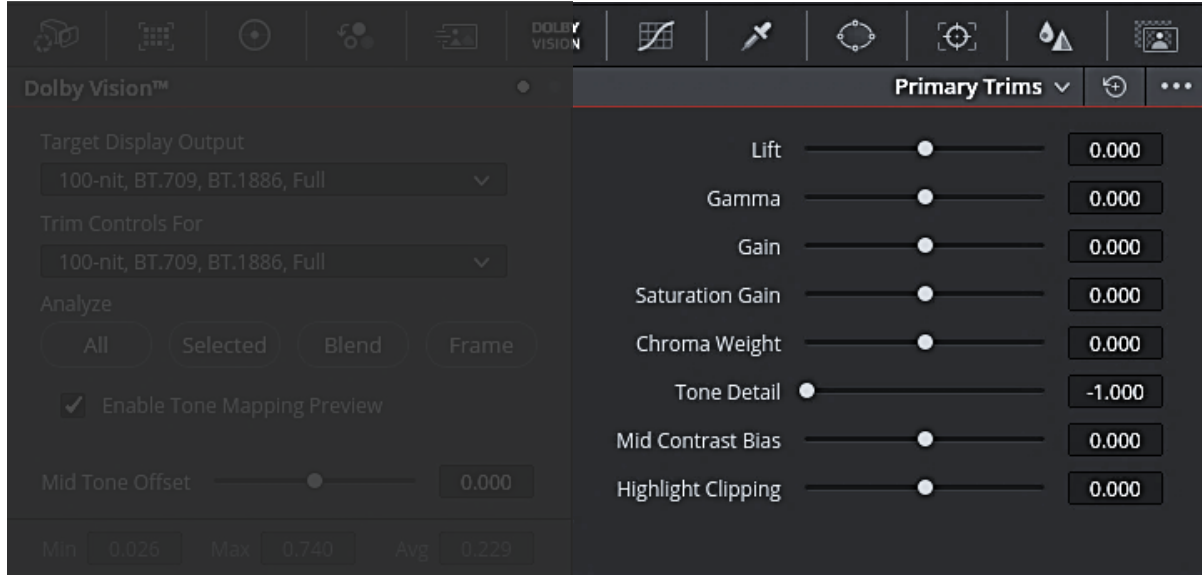 DOLBY VISION
Dolby Vision™
Primary Trims
Target Display Output
100-nit, BT.709, BT.1886, Full
Trim Controls For
100-nit, BT.709, BT.1886, Full
Analyze
All Selected Blend Frame
Enable Tone Mapping Preview
Mid Tone Offset 0.000
Min 0.026 Max 0.740 Avg 0.229
Lift 0.000
Gamma 0.000
Gain 0.000
Saturation Gain 0.000
Chroma Weight 0.000
Tone Detail -1.000
Mid Contrast Bias 0.000
Highlight Clipping 0.000